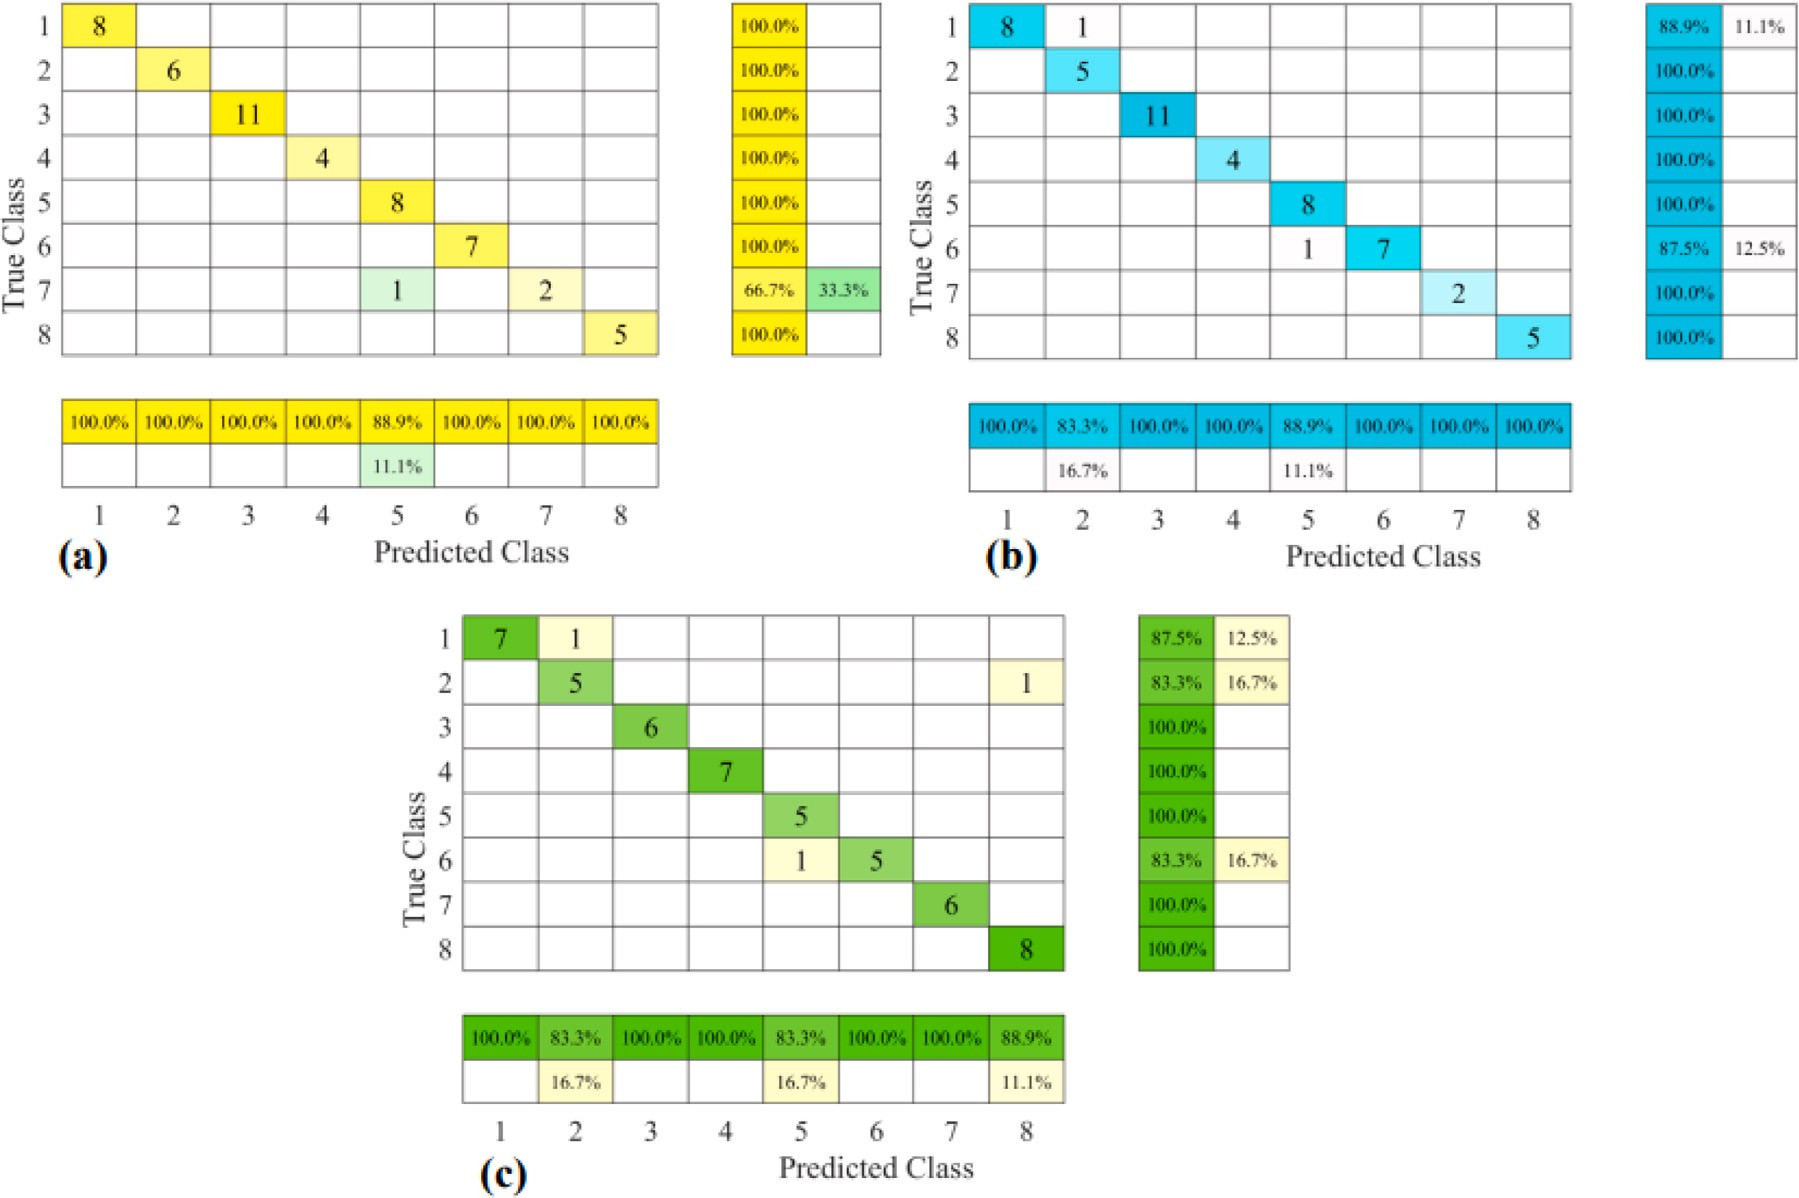 1 8 100.0%
2 6 100.0%
3 11 100.0%
4 4 100.0%
5 8 100.0%
6 7 100.0%
7 1 2 66.7% 33.3%
8 5 100.0%
True Class
100.0% 100.0% 100.0% 100.0% 88.9% 100.0% 100.0% 100.0%
11.1%
1 2 3 4 5 6 7 8
Predicted Class
(a)
1 8 1 88.9% 11.1%
2 5 100.0%
3 11 100.0%
4 4 100.0%
5 8 100.0%
6 1 7 87.5% 12.5%
7 2 100.0%
8 5 100.0%
True Class
100.0% 83.3% 100.0% 100.0% 88.9% 100.0% 100.0% 100.0%
16.7% 11.1%
1 2 3 4 5 6 7 8
Predicted Class
(b)
1 7 1 87.5% 12.5%
2 5 1 83.3% 16.7%
3 6 100.0%
4 7 100.0%
5 5 100.0%
6 1 5 83.3% 16.7%
7 6 100.0%
8 8 100.0%
True Class
100.0% 83.3% 100.0% 100.0% 83.3% 100.0% 100.0% 88.9%
16.7% 16.7% 11.1%
1 2 3 4 5 6 7 8
Predicted Class
(c)